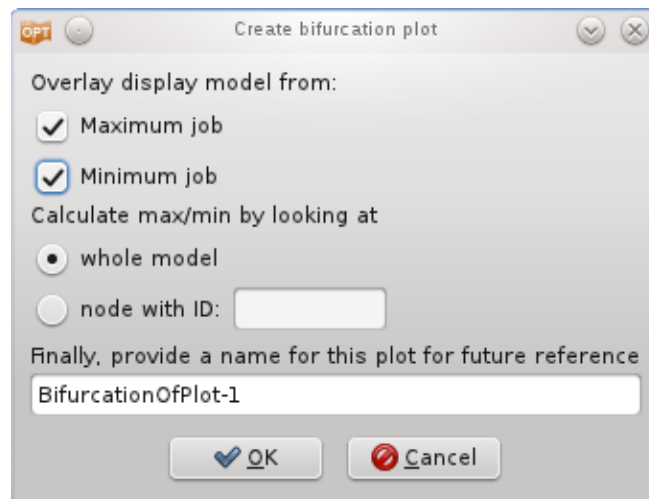 OPT
Create bifurcation plot
Overlay display model from:
Maximum job
Minimum job
Calculate max/min by looking at
whole model
node with ID:
Finally, provide a name for this plot for future reference
BifurcationOfPlot-1
OK
Cancel